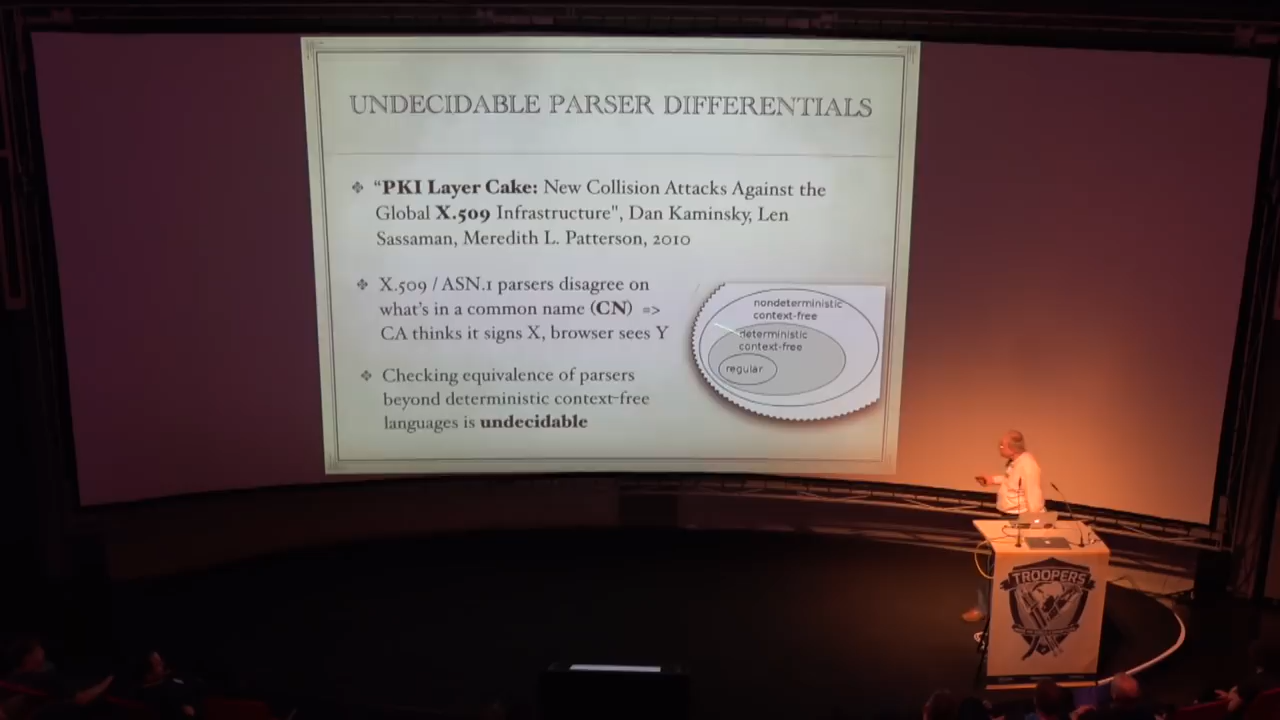 UNDECIDABLE PARSER DIFFERENTIALS
❖ “PKI Layer Cake: New Collision Attacks Against the
Global X.509 Infrastructure", Dan Kaminsky, Len
Sassaman, Meredith L. Patterson, 2010
❖ X.509 / ASN.1 parsers disagree on
what's in a common name (CN) =>
CA thinks it signs X, browser sees Y
❖ Checking equivalence of parsers
beyond deterministic context-free
languages is undecidable
nondeterministic
context-free
deterministic
context-free
regular
TROOPERS